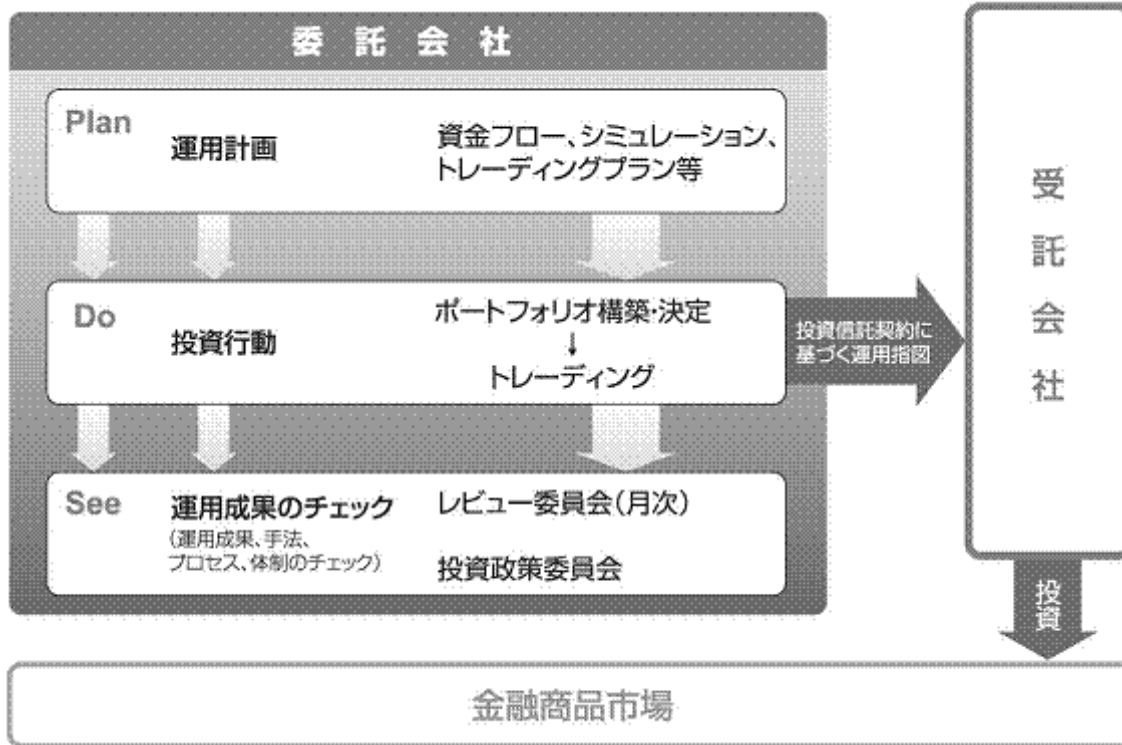 委託会社
Plan
運用計画
資金フロー、シミュレーション、
トレーディングプラン等
Do
投資行動
ポートフォリオ構築・決定
↓
トレーディング
投資信託契約に
基づく運用指図
See
運用成果のチェック
(運用成果、手法、
プロセス、体制のチェック)
レビュー委員会(月次)
投資政策委員会
受託会社
投資
金融商品市場